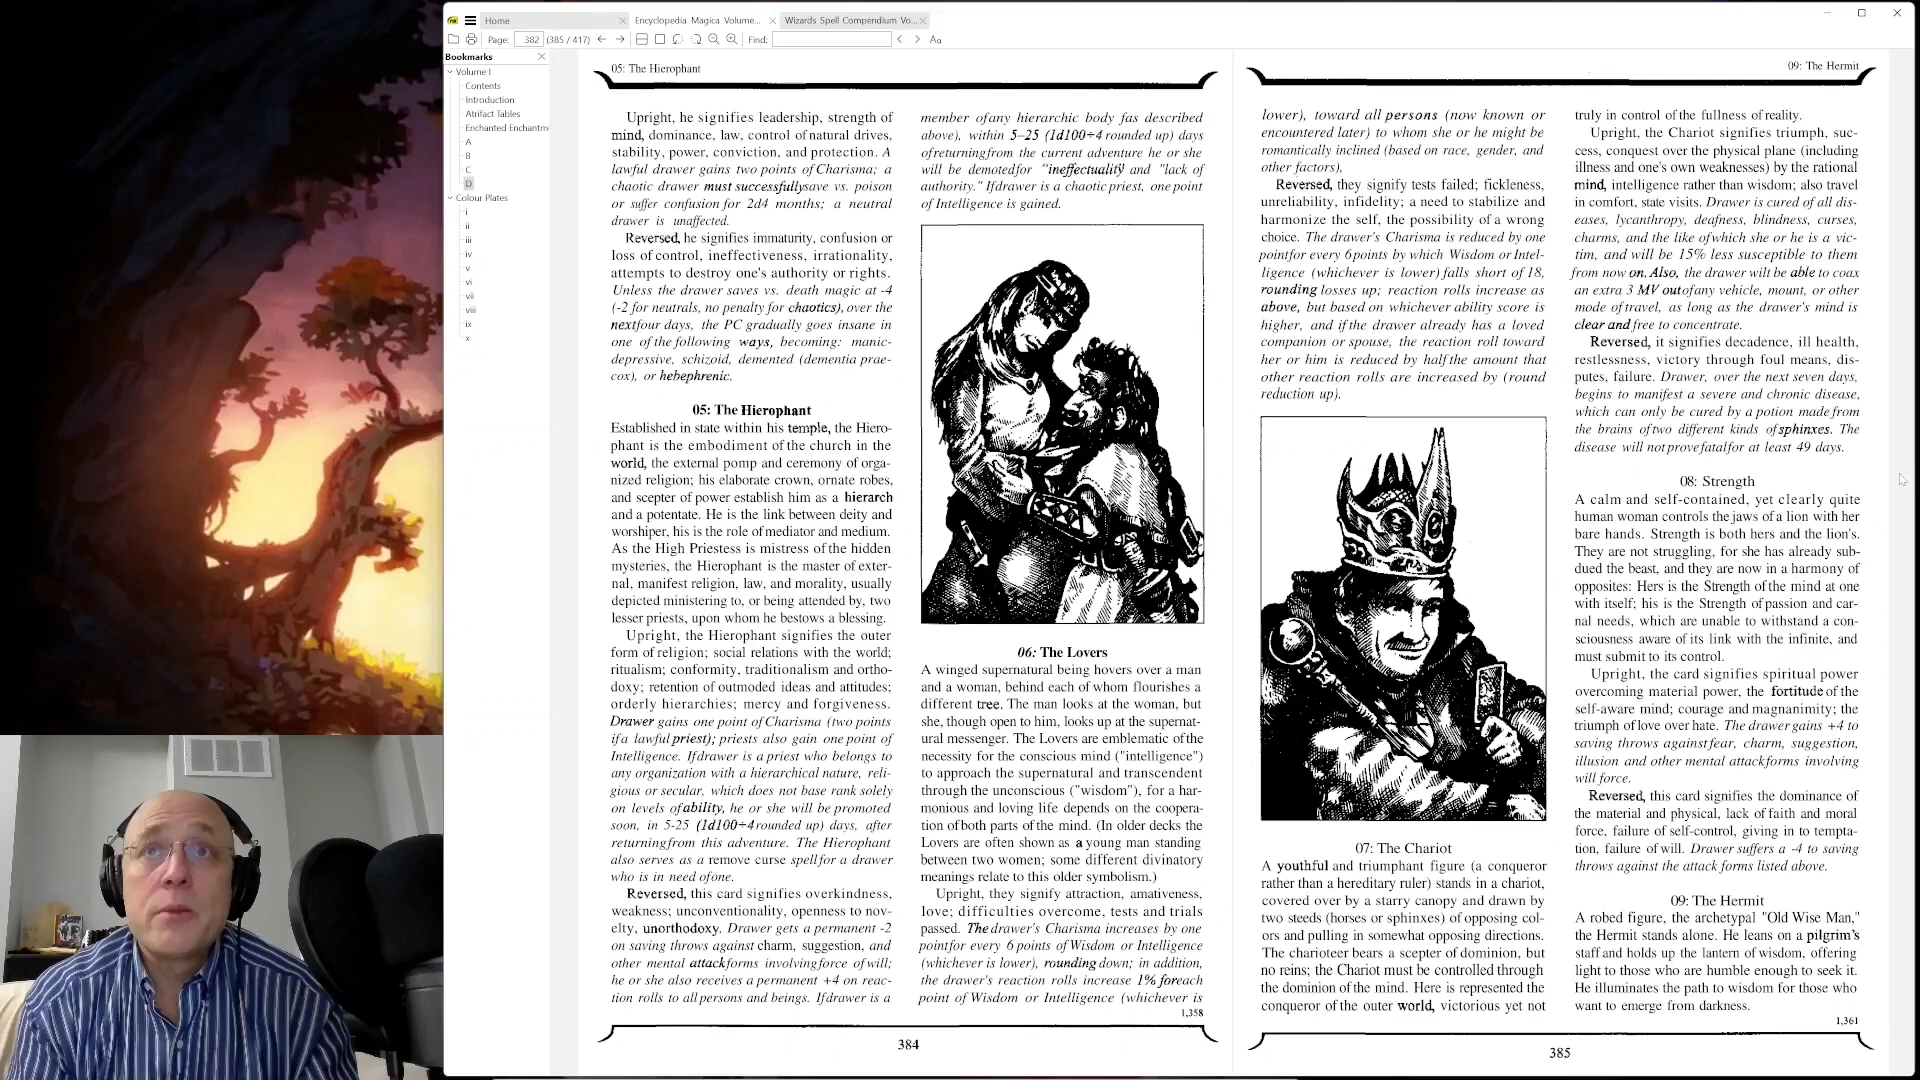 Home
Encyclopedia Magica Volume...
Wizards Spell Compendium Vo...
Page: 382 (385 / 417)
Find:
Aa
Bookmarks
Volume I
Contents
Introduction
Atrifact Tables
Enchanted Enchantm
A
B
C
D
Colour Plates
i
ii
iii
iv
v
vi
vii
viii
ix
x
05: The Hierophant
Upright, he signifies leadership, strength of
mind, dominance, law, control of natural drives,
stability, power, conviction, and protection. A
lawful drawer gains two points of Charisma; a
chaotic drawer must successfullysave vs. poison
or suffer confusion for 2d4 months; a neutral
drawer is unaffected.
Reversed, he signifies immaturity, confusion or
loss of control, ineffectiveness, irrationality,
attempts to destroy one's authority or rights.
Unless the drawer saves vs. death magic at -4
(-2 for neutrals, no penalty for chaotics), over the
nextfour days, the PC gradually goes insane in
one of the following ways, becoming: manic-
depressive, schizoid, demented (dementia prae-
cox), or hebephrenic.
05: The Hierophant
Established in state within his temple, the Hiero-
phant is the embodiment of the church in the
world, the external pomp and ceremony of orga-
nized religion; his elaborate crown, ornate robes,
and scepter of power establish him as a hierarch
and a potentate. He is the link between deity and
worshiper, his is the role of mediator and medium.
As the High Priestess is mistress of the hidden
mysteries, the Hierophant is the master of exter-
nal, manifest religion, law, and morality, usually
depicted ministering to, or being attended by, two
lesser priests, upon whom he bestows a blessing.
Upright, the Hierophant signifies the outer
form of religion; social relations with the world;
ritualism; conformity, traditionalism and ortho-
doxy; retention of outmoded ideas and attitudes;
orderly hierarchies; mercy and forgiveness.
Drawer gains one point of Charisma (two points
if a lawful priest); priests also gain one point of
Intelligence. If drawer is a priest who belongs to
any organization with a hierarchical nature, reli-
gious or secular, which does not base rank solely
on levels of ability, he or she will be promoted
soon, in 5-25 (1d100÷4 rounded up) days, after
returning from this adventure. The Hierophant
also serves as a remove curse spell for a drawer
who is in need of one.
Reversed, this card signifies overkindness,
weakness; unconventionality, openness to nov-
elty, unorthodoxy. Drawer gets a permanent -2
on saving throws against charm, suggestion, and
other mental attack forms involving force of will;
he or she also receives a permanent +4 on reac-
tion rolls to all persons and beings. If drawer is a
member of any hierarchic body fas described
above), within 5–25 (1d100÷4 rounded up) days
of returning from the current adventure he or she
will be demoted for "ineffectuality" and "lack of
authority." If drawer is a chaotic priest, one point
of Intelligence is gained.
06: The Lovers
A winged supernatural being hovers over a man
and a woman, behind each of whom flourishes a
different tree. The man looks at the woman, but
she, though open to him, looks up at the supernat-
ural messenger. The Lovers are emblematic of the
necessity for the conscious mind ("intelligence")
to approach the supernatural and transcendent
through the unconscious ("wisdom"), for a har-
monious and loving life depends on the coopera-
tion of both parts of the mind. (In older decks the
Lovers are often shown as a young man standing
between two women; some different divinatory
meanings relate to this older symbolism.)
Upright, they signify attraction, amativeness,
love; difficulties overcome, tests and trials
passed. The drawer's Charisma increases by one
point for every 6 points of Wisdom or Intelligence
(whichever is lower), rounding down; in addition,
the drawer's reaction rolls increase 1% for each
point of Wisdom or Intelligence (whichever is
1,358
384
09: The Hermit
lower), toward all persons (now known or
encountered later) to whom she or he might be
romantically inclined (based on race, gender, and
other factors),
Reversed, they signify tests failed; fickleness,
unreliability, infidelity; a need to stabilize and
harmonize the self, the possibility of a wrong
choice. The drawer's Charisma is reduced by one
point for every 6 points by which Wisdom or Intel-
ligence (whichever is lower) falls short of 18,
rounding losses up; reaction rolls increase as
above, but based on whichever ability score is
higher, and if the drawer already has a loved
companion or spouse, the reaction roll toward
her or him is reduced by half the amount that
other reaction rolls are increased by (round
reduction up).
07: The Chariot
A youthful and triumphant figure (a conqueror
rather than a hereditary ruler) stands in a chariot,
covered over by a starry canopy and drawn by
two steeds (horses or sphinxes) of opposing col-
ors and pulling in somewhat opposing directions.
The charioteer bears a scepter of dominion, but
no reins; the Chariot must be controlled through
the dominion of the mind. Here is represented the
conqueror of the outer world, victorious yet not
truly in control of the fullness of reality.
Upright, the Chariot signifies triumph, suc-
cess, conquest over the physical plane (including
illness and one's own weaknesses) by the rational
mind, intelligence rather than wisdom; also travel
in comfort, state visits. Drawer is cured of all dis-
eases, lycanthropy, deafness, blindness, curses,
charms, and the like of which she or he is a vic-
tim, and will be 15% less susceptible to them
from now on. Also, the drawer will be able to coax
an extra 3 MV out of any vehicle, mount, or other
mode of travel, as long as the drawer's mind is
clear and free to concentrate.
Reversed, it signifies decadence, ill health,
restlessness, victory through foul means, dis-
putes, failure. Drawer, over the next seven days,
begins to manifest a severe and chronic disease,
which can only be cured by a potion made from
the brains of two different kinds of sphinxes. The
disease will not prove fatal for at least 49 days.
08: Strength
A calm and self-contained, yet clearly quite
human woman controls the jaws of a lion with her
bare hands. Strength is both hers and the lion's.
They are not struggling, for she has already sub-
dued the beast, and they are now in a harmony of
opposites: Hers is the Strength of the mind at one
with itself; his is the Strength of passion and car-
nal needs, which are unable to withstand a con-
sciousness aware of its link with the infinite, and
must submit to its control.
Upright, the card signifies spiritual power
overcoming material power, the fortitude of the
self-aware mind; courage and magnanimity; the
triumph of love over hate. The drawer gains +4 to
saving throws against fear, charm, suggestion,
illusion and other mental attack forms involving
will force.
Reversed, this card signifies the dominance of
the material and physical, lack of faith and moral
force, failure of self-control, giving in to tempta-
tion, failure of will. Drawer suffers a -4 to saving
throws against the attack forms listed above.
09: The Hermit
A robed figure, the archetypal "Old Wise Man,"
the Hermit stands alone. He leans on a pilgrim's
staff and holds up the lantern of wisdom, offering
light to those who are humble enough to seek it.
He illuminates the path to wisdom for those who
want to emerge from darkness.
1,361
385